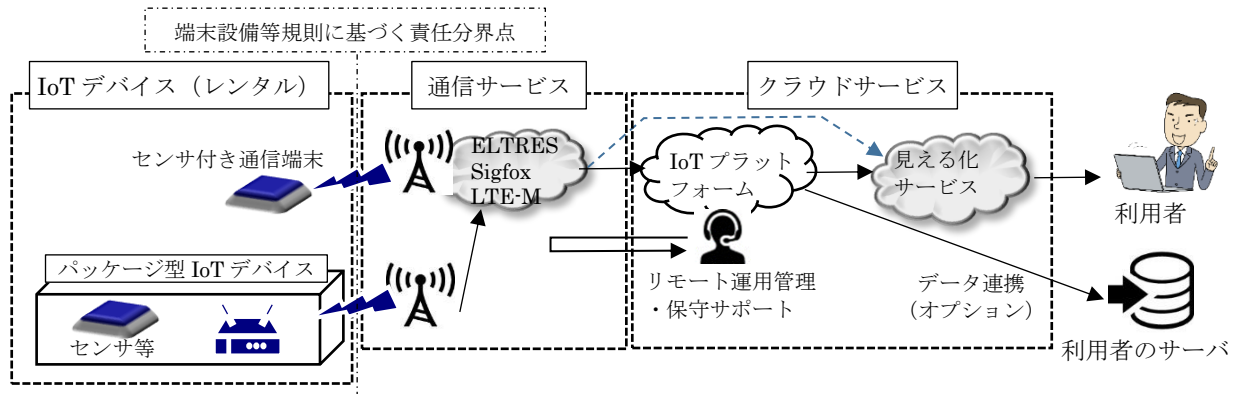 端末設備等規則に基づく責任分界点
IoT デバイス（レンタル）
通信サービス
クラウドサービス
センサ付き通信端末
ELTRES
Sigfox
LTE-M
IoT プラット
フォーム
見える化
サービス
利用者
パッケージ型 IoT デバイス
センサ等
リモート運用管理
・保守サポート
データ連携
（オプション）
利用者のサーバ